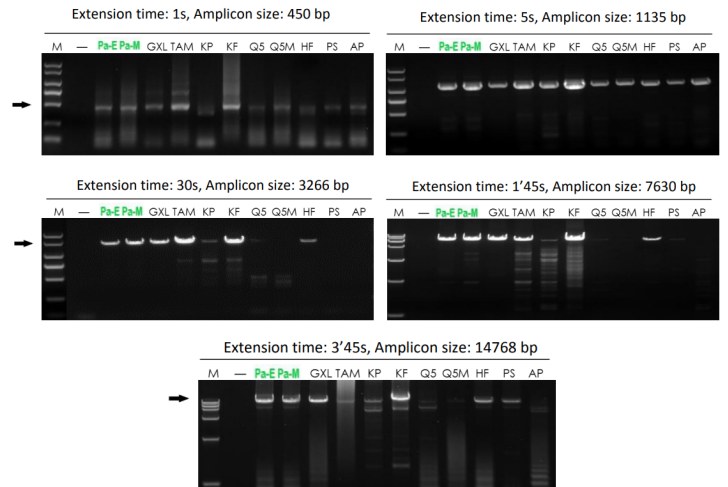 Extension time: 1s, Amplicon size: 450 bp
M — Pa-E Pa-M GXL TAM KP KF Q5 Q5M HF PS AP
Extension time: 5s, Amplicon size: 1135 bp
M — Pa-E Pa-M GXL TAM KP KF Q5 Q5M HF PS AP
Extension time: 30s, Amplicon size: 3266 bp
M — Pa-E Pa-M GXL TAM KP KF Q5 Q5M HF PS AP
Extension time: 1’45s, Amplicon size: 7630 bp
M — Pa-E Pa-M GXL TAM KP KF Q5 Q5M HF PS AP
Extension time: 3’45s, Amplicon size: 14768 bp
M — Pa-E Pa-M GXL TAM KP KF Q5 Q5M HF PS AP